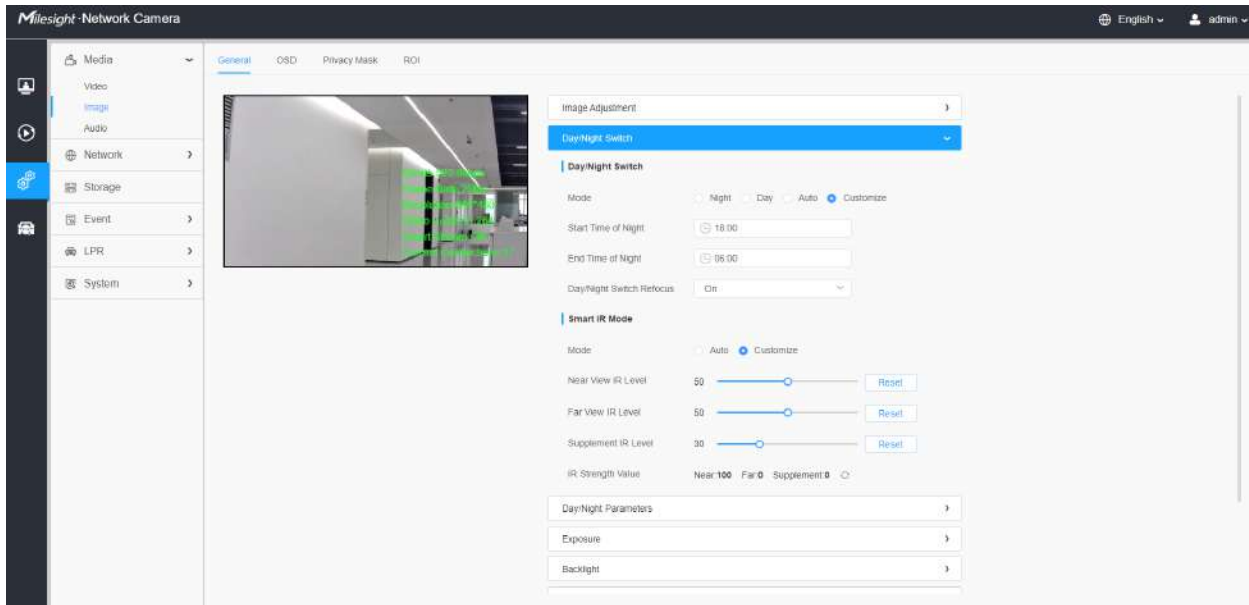 Milesight · Network Camera
English
admin
Media
Video
Image
Audio
Network
Storage
Event
LPR
System
General OSD Privacy Mask ROI
Image Adjustment
Day/Night Switch
Day/Night Switch
Mode Night Day Auto Customize
Start Time of Night 18:00
End Time of Night 06:00
Day/Night Switch Refocus On
Smart IR Mode
Mode Auto Customize
Near View IR Level 50 Reset
Far View IR Level 50 Reset
Supplement IR Level 30 Reset
IR Strength Value Near:100 Far:0 Supplement:0
Day/Night Parameters
Exposure
Backlight